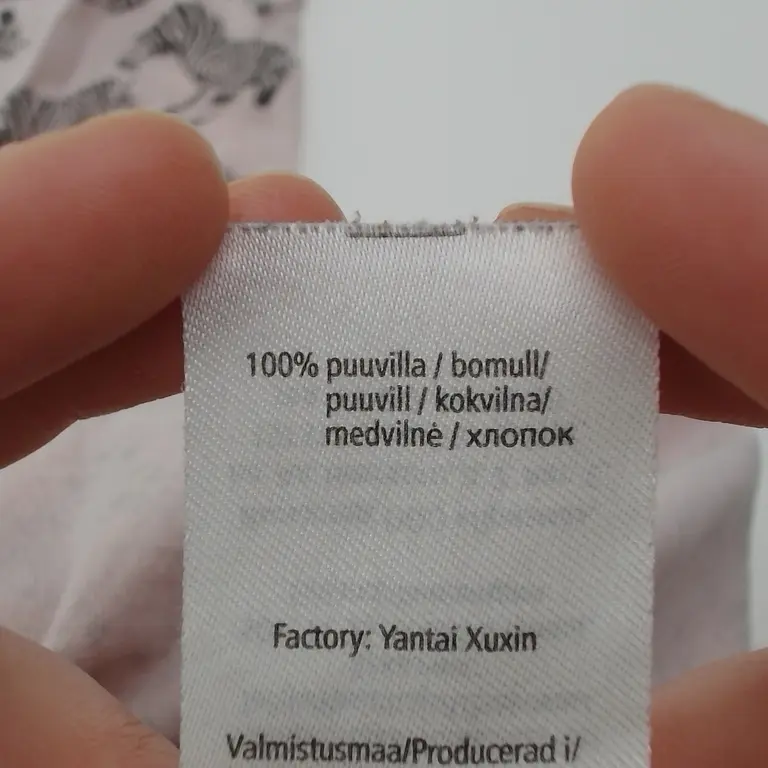 100% puuvilla / bomull/
puuvill / kokvilna/
medvilnė / хлопок
Factory: Yantai Xuxin
Valmistusmaa/Producerad i/